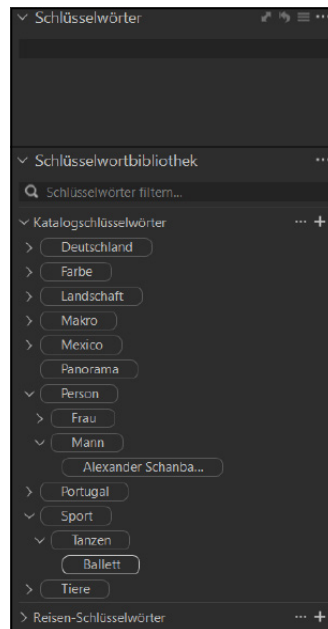 Schlüsselwörter
Schlüsselwortbibliothek
Schlüsselwörter filtern...
Katalogschlüsselwörter
Deutschland
Farbe
Landschaft
Makro
Mexico
Panorama
Person
Frau
Mann
Alexander Schanba...
Portugal
Sport
Tanzen
Ballett
Tiere
Reisen-Schlüsselwörter